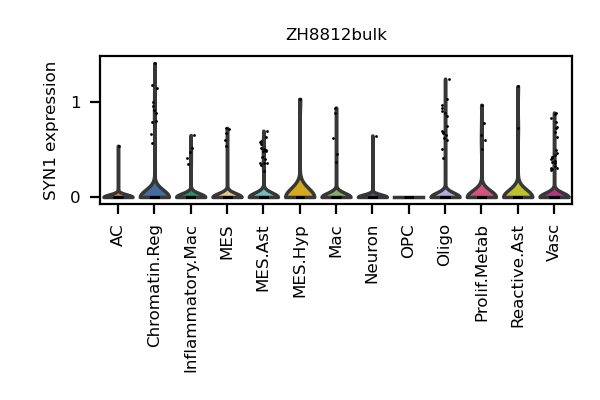 ZH8812bulk
SYN1 expression
1
0
AC
Chromatin.Reg
Inflammatory.Mac
MES
MES.Ast
MES.Hyp
Mac
Neuron
OPC
Oligo
Prolif.Metab
Reactive.Ast
Vasc